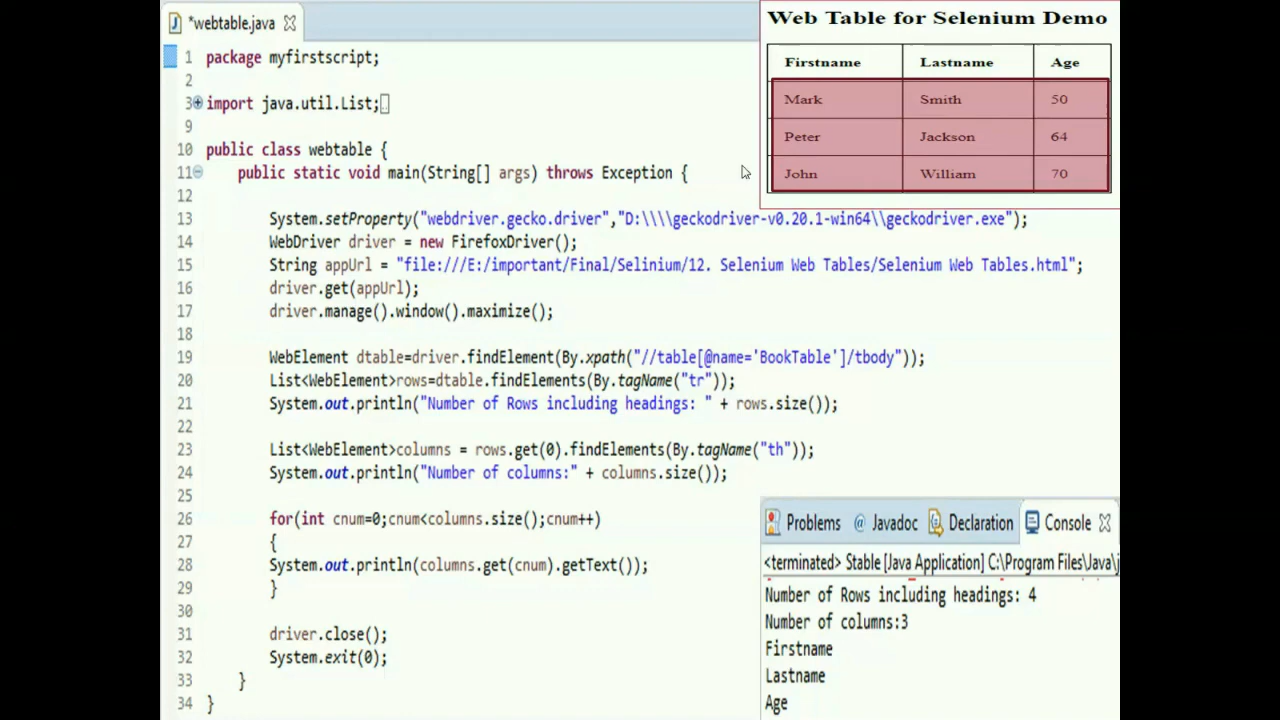 *webtable.java
1 package myfirstscript;
2
3 import java.util.List;
9
10 public class webtable {
11 public static void main(String[] args) throws Exception {
12
13 System.setProperty("webdriver.gecko.driver","D:\\\\geckodriver-v0.20.1-win64\\geckodriver.exe");
14 WebDriver driver = new FirefoxDriver();
15 String appUrl = "file:///E:/important/Final/Selinium/12. Selenium Web Tables/Selenium Web Tables.html";
16 driver.get(appUrl);
17 driver.manage().window().maximize();
18
19 WebElement dtable=driver.findElement(By.xpath("//table[@name='BookTable']/tbody"));
20 List<WebElement>rows=dtable.findElements(By.tagName("tr"));
21 System.out.println("Number of Rows including headings: " + rows.size());
22
23 List<WebElement>columns = rows.get(0).findElements(By.tagName("th"));
24 System.out.println("Number of columns:" + columns.size());
25
26 for(int cnum=0;cnum<columns.size();cnum++)
27 {
28 System.out.println(columns.get(cnum).getText());
29 }
30
31 driver.close();
32 System.exit(0);
33 }
34 }
Web Table for Selenium Demo
Firstname Lastname Age
Mark Smith 50
Peter Jackson 64
John William 70
Problems @ Javadoc Declaration Console
<terminated> Stable [Java Application] C:\Program Files\Java\j
Number of Rows including headings: 4
Number of columns:3
Firstname
Lastname
Age